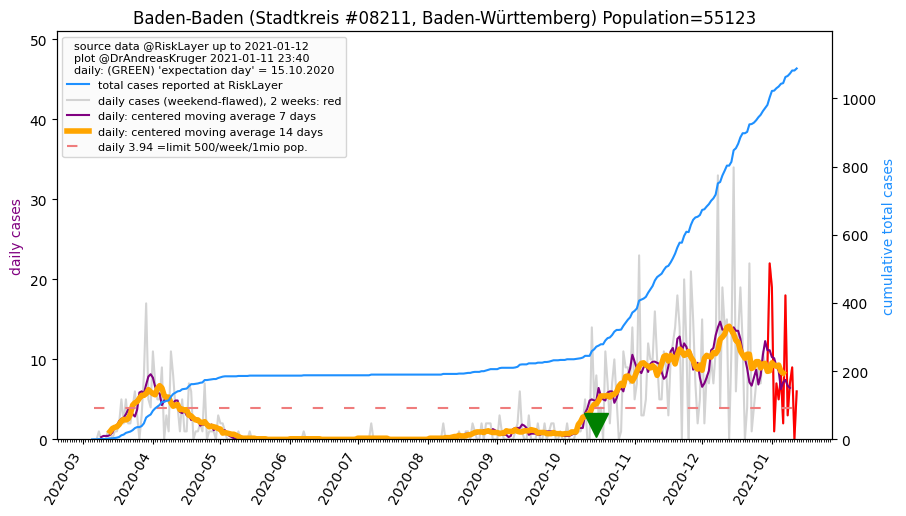 Baden-Baden (Stadtkreis #08211, Baden-Württemberg) Population=55123
source data @RiskLayer up to 2021-01-12
plot @DrAndreasKruger 2021-01-11 23:40
daily: (GREEN) 'expectation day' = 15.10.2020
total cases reported at RiskLayer
daily cases (weekend-flawed), 2 weeks: red
daily: centered moving average 7 days
daily: centered moving average 14 days
daily 3.94 =limit 500/week/1mio pop.
daily cases
50
40
30
20
10
0
cumulative total cases
1000
800
600
400
200
0
2020-03
2020-04
2020-05
2020-06
2020-07
2020-08
2020-09
2020-10
2020-11
2020-12
2021-01